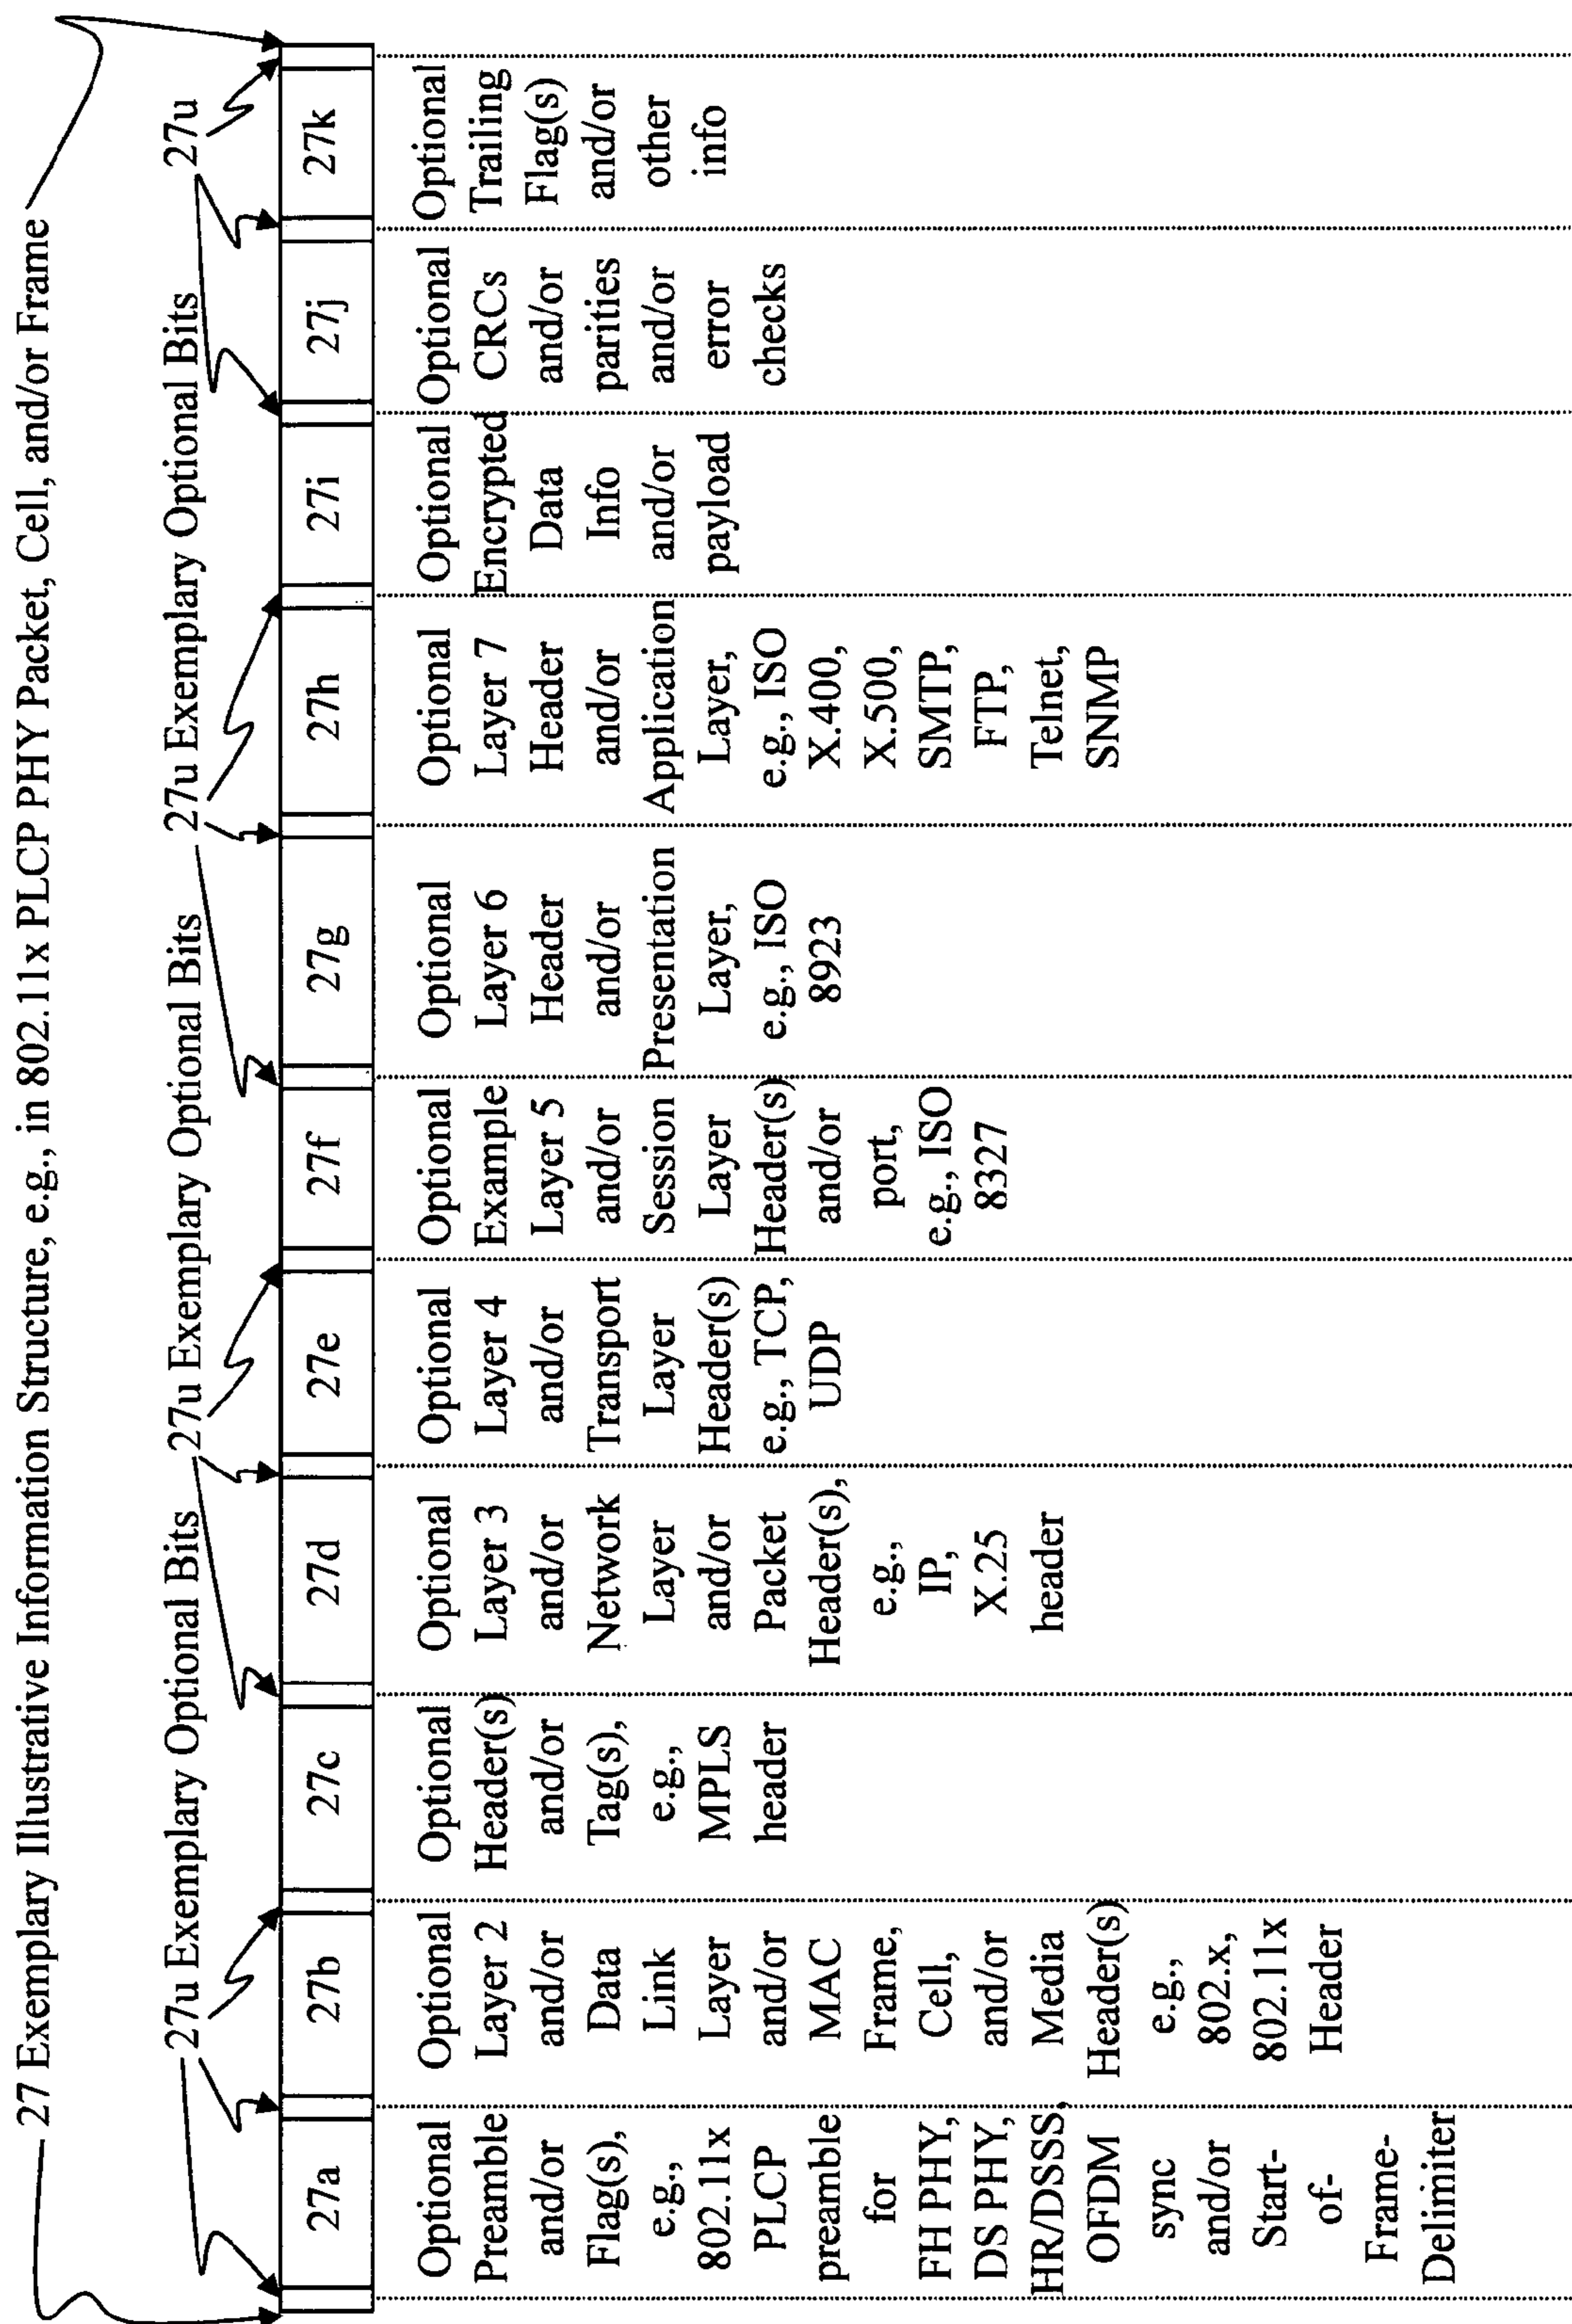 27 Exemplary Illustrative Information Structure, e.g., in 802.11x PLCP PHY Packet, Cell, and/or Frame
27u Exemplary Optional Bits
27u Exemplary Optional Bits
27u Exemplary Optional Bits
27u
27a
27b
27c
27d
27e
27f
27g
27h
27i
27j
27k
Optional
Preamble
and/or
Flag(s),
e.g.,
802.11x
PLCP
preamble
for
FH PHY,
DS PHY,
HR/DSSS,
OFDM
sync
and/or
Start-
of-
Frame-
Delimiter
Optional
Layer 2
and/or
Data
Link
Layer
and/or
MAC
Frame,
Cell,
and/or
Media
Header(s)
e.g.,
802.x,
802.11x
Header
Optional
Header(s)
and/or
Tag(s),
e.g.,
MPLS
header
Optional
Layer 3
and/or
Network
Layer
and/or
Packet
Header(s),
e.g.,
IP,
X.25
header
Optional
Layer 4
and/or
Transport
Layer
Header(s)
e.g., TCP,
UDP
Optional
Example
Layer 5
and/or
Session
Layer
Header(s)
and/or
port,
e.g., ISO
8327
Optional
Layer 6
Header
and/or
Presentation
Layer,
e.g., ISO
8923
Optional
Layer 7
Header
and/or
Application
Layer,
e.g., ISO
X.400,
X.500,
SMTP,
FTP,
Telnet,
SNMP
Optional
Encrypted
Data
Info
and/or
payload
Optional
CRCs
and/or
parities
and/or
error
checks
Optional
Trailing
Flag(s)
and/or
other
info